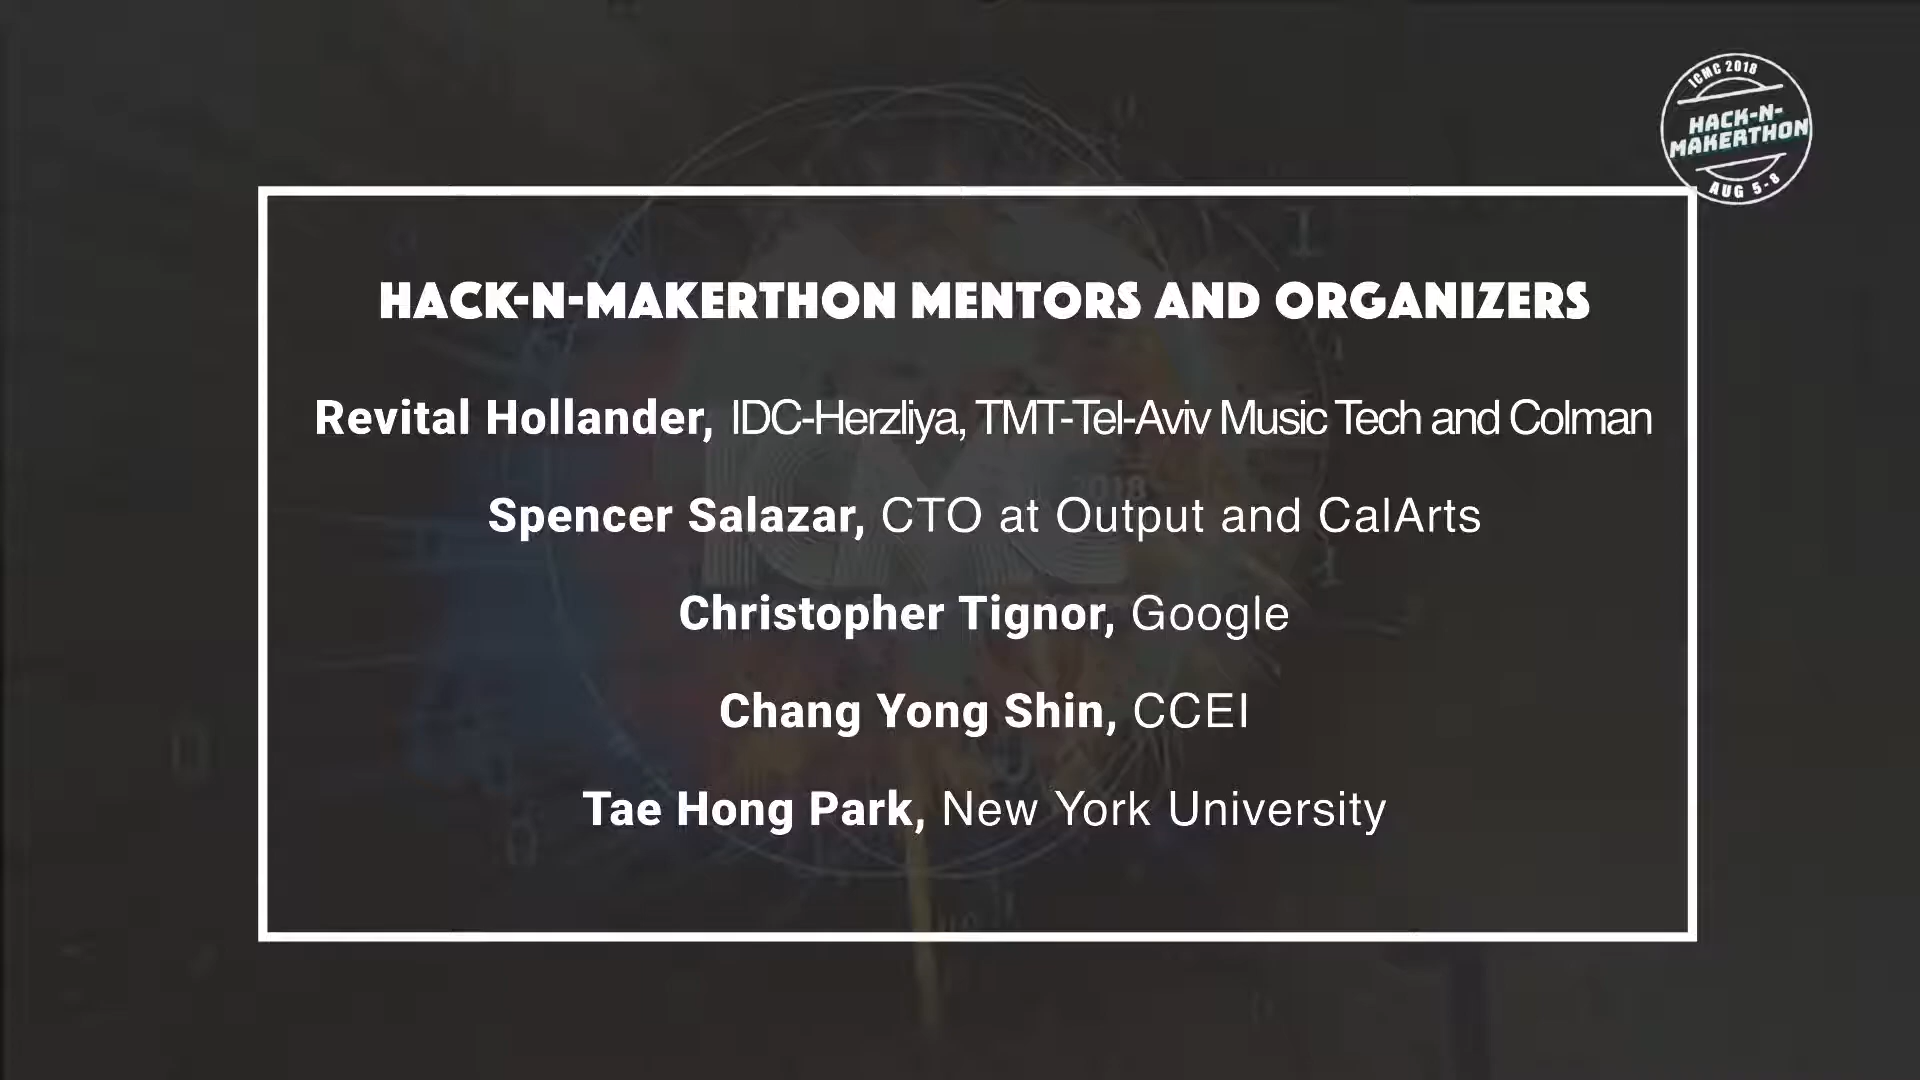 ICMC 2018
HACK-N-
MAKERTHON
AUG 5-8
HACK-N-MAKERTHON MENTORS AND ORGANIZERS
Revital Hollander, IDC-Herzliya, TMT-Tel-Aviv Music Tech and Colman
Spencer Salazar, CTO at Output and CalArts
Christopher Tignor, Google
Chang Yong Shin, CCEI
Tae Hong Park, New York University
ICMC
2018